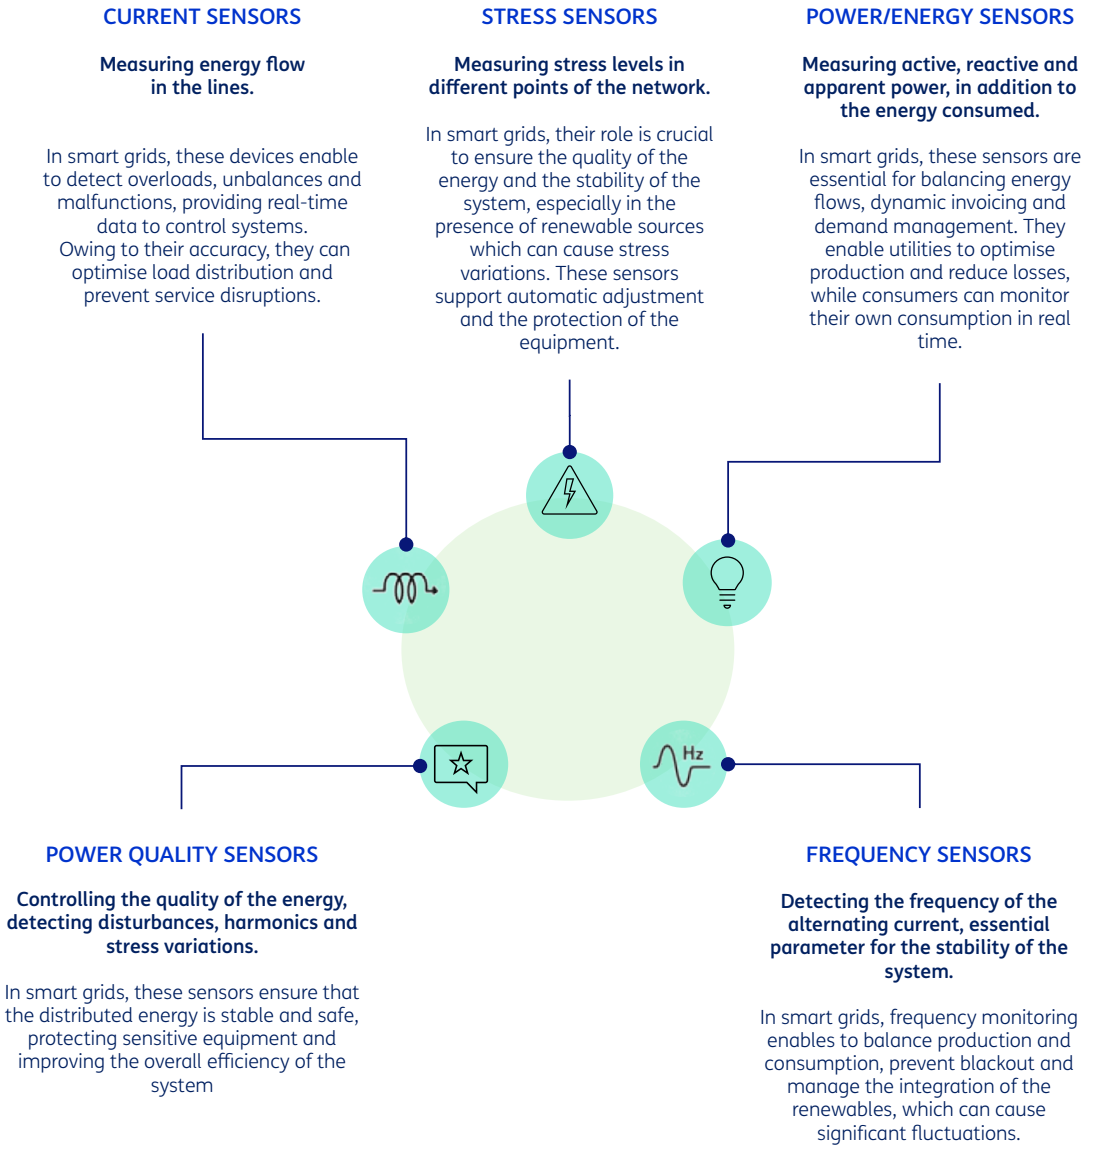 CURRENT SENSORS
Measuring energy flow
in the lines.
In smart grids, these devices enable
to detect overloads, unbalances and
malfunctions, providing real-time
data to control systems.
Owing to their accuracy, they can
optimise load distribution and
prevent service disruptions.
STRESS SENSORS
Measuring stress levels in
different points of the network.
In smart grids, their role is crucial
to ensure the quality of the
energy and the stability of the
system, especially in the
presence of renewable sources
which can cause stress
variations. These sensors
support automatic adjustment
and the protection of the
equipment.
POWER/ENERGY SENSORS
Measuring active, reactive and
apparent power, in addition to
the energy consumed.
In smart grids, these sensors are
essential for balancing energy
flows, dynamic invoicing and
demand management. They
enable utilities to optimise
production and reduce losses,
while consumers can monitor
their own consumption in real
time.
Hz
POWER QUALITY SENSORS
Controlling the quality of the energy,
detecting disturbances, harmonics and
stress variations.
In smart grids, these sensors ensure that
the distributed energy is stable and safe,
protecting sensitive equipment and
improving the overall efficiency of the
system
FREQUENCY SENSORS
Detecting the frequency of the
alternating current, essential
parameter for the stability of the
system.
In smart grids, frequency monitoring
enables to balance production and
consumption, prevent blackout and
manage the integration of the
renewables, which can cause
significant fluctuations.